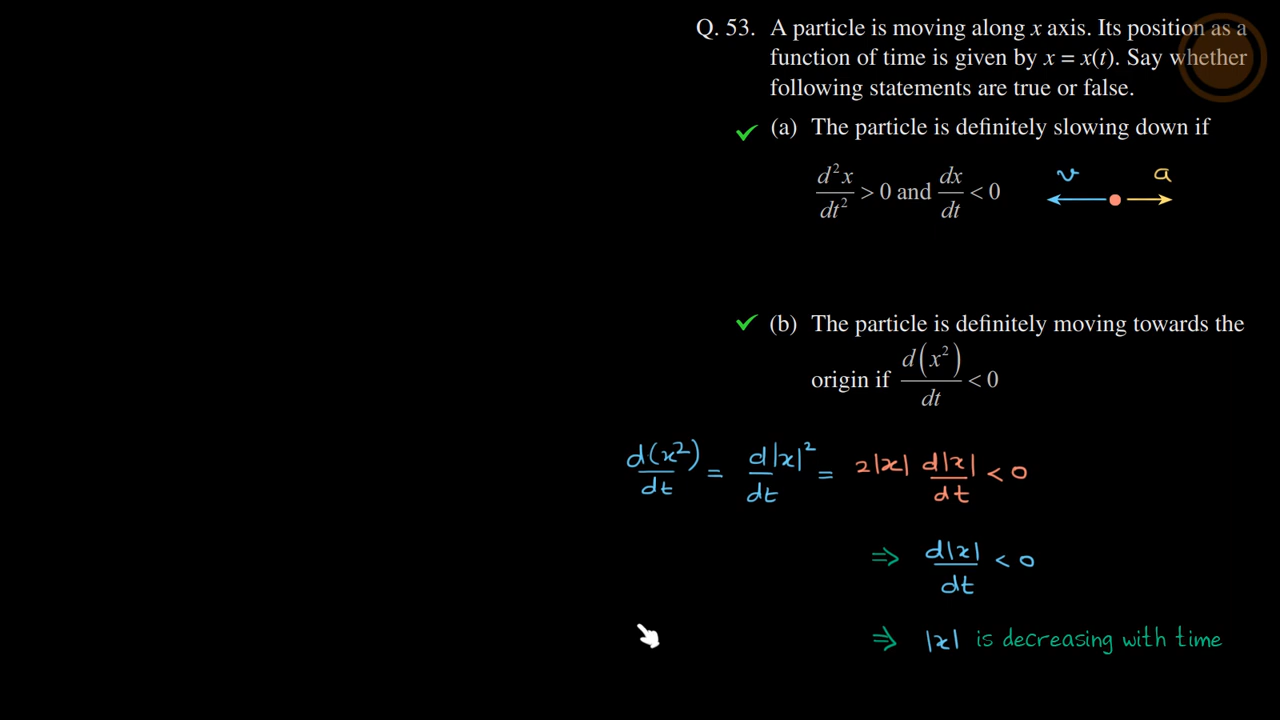 Q. 53. A particle is moving along x axis. Its position as a
function of time is given by x = x(t). Say whether
following statements are true or false.
✓ (a) The particle is definitely slowing down if
d²x/dt² > 0 and dx/dt < 0
v a
✓ (b) The particle is definitely moving towards the
origin if d(x²)/dt < 0
d(x²)/dt = d|x|²/dt = 2|x| d|x|/dt < 0
⇒ d|x|/dt < 0
⇒ |x| is decreasing with time